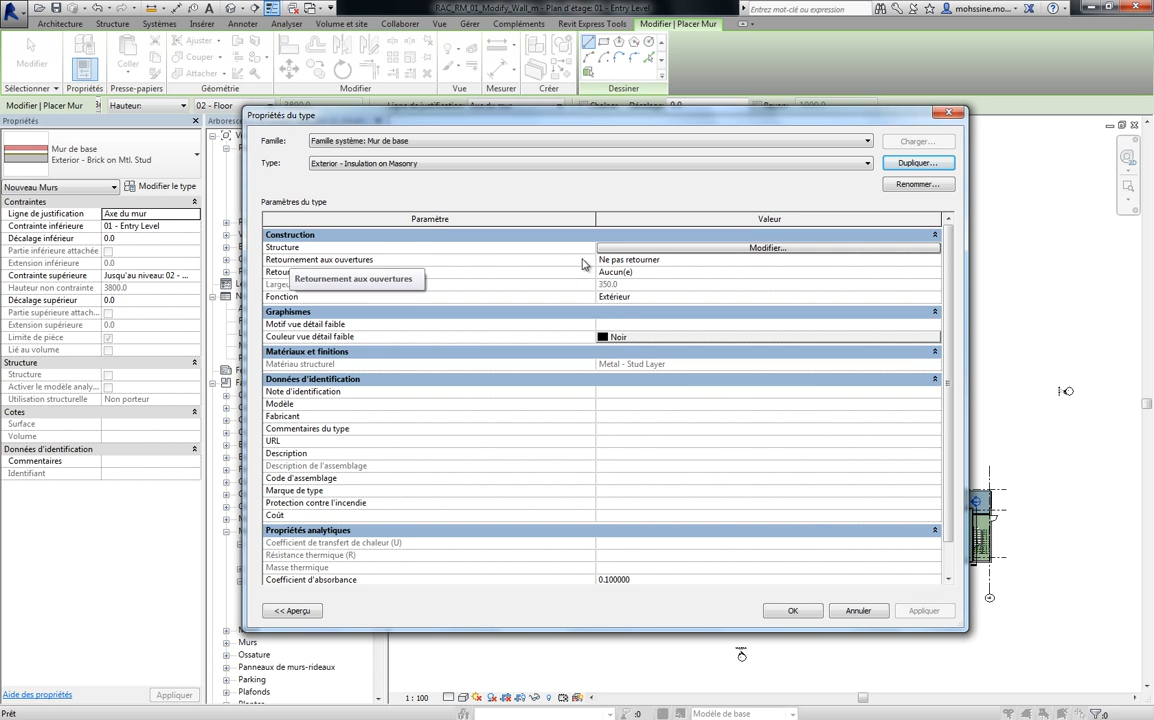 RAC_RM_01_Modify_Wall_m - Plan d'étage: 01 - Entry Level
Entrez mot-clé ou expression
mohssine.mo...
Architecture Structure Systèmes Insérer Annoter Analyser Volume et site Collaborer Vue Gérer Compléments Revit Express Tools Modifier | Placer Mur
Modifier Propriétés Coller Ajuster
Couper
Attacher
Sélectionner Propriétés Presse-papiers Géométrie Modifier Vue Mesurer Créer Dessiner
Modifier | Placer Mur Hauteur: 02 - Floor
Propriétés
Mur de base
Exterior - Brick on Mtl. Stud
Nouveau Murs Modifier le type
Contraintes
Ligne de justification Axe du mur
Contrainte inférieure 01 - Entry Level
Décalage inférieur 0.0
Partie inférieure attachée
Extension inférieure 0.0
Contrainte supérieure Jusqu'au niveau: 02 - ...
Hauteur non contrainte 3800.0
Décalage supérieur 0.0
Partie supérieure attachée
Extension supérieure 0.0
Limite de pièce
Lié au volume
Structure
Structure
Activer le modèle analy...
Utilisation structurelle Non porteur
Cotes
Surface
Volume
Données d'identification
Commentaires
Identifiant
Aide des propriétés Appliquer
Prêt
Murs
Ossature
Panneaux de murs-rideaux
Parking
Plafonds
Propriétés du type
Famille: Famille système: Mur de base Charger...
Type: Exterior - Insulation on Masonry Dupliquer...
Renommer...
Paramètres du type
Paramètre Valeur
Construction
Structure Modifier...
Retournement aux ouvertures Ne pas retourner
Aucun(e)
Retournement aux ouvertures
350.0
Fonction Extérieur
Graphismes
Motif vue détail faible
Couleur vue détail faible Noir
Matériaux et finitions
Matériau structurel Metal - Stud Layer
Données d'identification
Note d'identification
Modèle
Fabricant
Commentaires du type
URL
Description
Description de l'assemblage
Code d'assemblage
Marque de type
Protection contre l'incendie
Coût
Propriétés analytiques
Coefficient de transfert de chaleur (U)
Résistance thermique (R)
Masse thermique
Coefficient d'absorbance 0.100000
<< Aperçu OK Annuler Appliquer
1 : 100
:0 Modèle de base :0